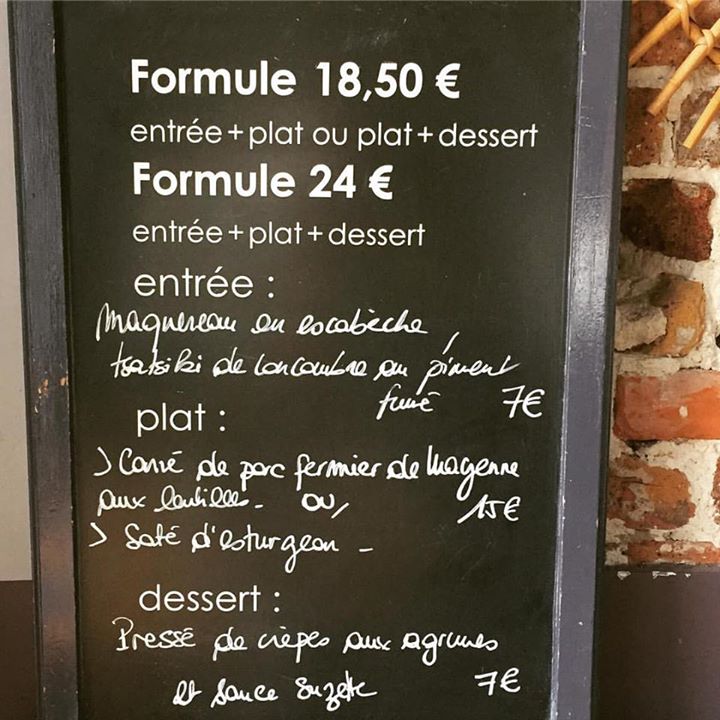 Formule 18,50 €
entrée + plat ou plat + dessert
Formule 24 €
entrée + plat + dessert
entrée :
Maquereau en escabèche,
tsatsiki de concombre au piment
fumé 7€
plat :
> Carré de porc fermier de Mayenne
aux lentilles - ou, 15€
> Saté d'esturgeon -
dessert :
Pressé de crêpes aux agrumes
et sauce suzette 7€